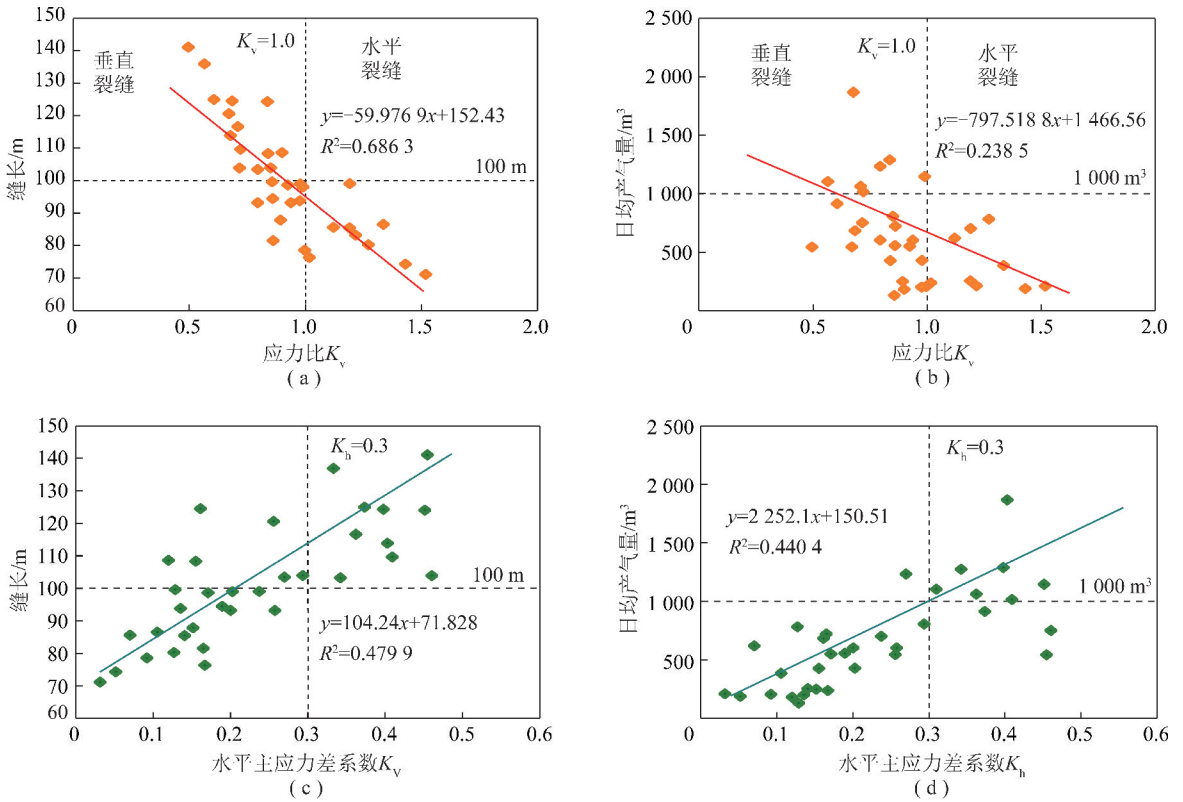 150
140
130
120
110
100
90
80
70
60
0
0.5
1.0
1.5
2.0
缝长/m
垂直
裂缝
Kv=1.0
水平
裂缝
y=−59.976 9x+152.43
R²=0.686 3
100 m
应力比Kv
( a )
2 500
2 000
1 500
1 000
500
0
0.5
1.0
1.5
2.0
日均产气量/m³
垂直
裂缝
Kv=1.0
水平
裂缝
y=−797.518 8x+1 466.56
R²=0.238 5
1 000 m³
应力比Kv
( b )
150
140
130
120
110
100
90
80
70
60
0
0.1
0.2
0.3
0.4
0.5
0.6
缝长/m
Kh=0.3
100 m
y=104.24x+71.828
R²=0.479 9
水平主应力差系数KV
( c )
2 500
2 000
1 500
1 000
500
0
0.1
0.2
0.3
0.4
0.5
0.6
日均产气量/m³
Kh=0.3
y=2 252.1x+150.51
R²=0.440 4
1 000 m³
水平主应力差系数Kh
( d )